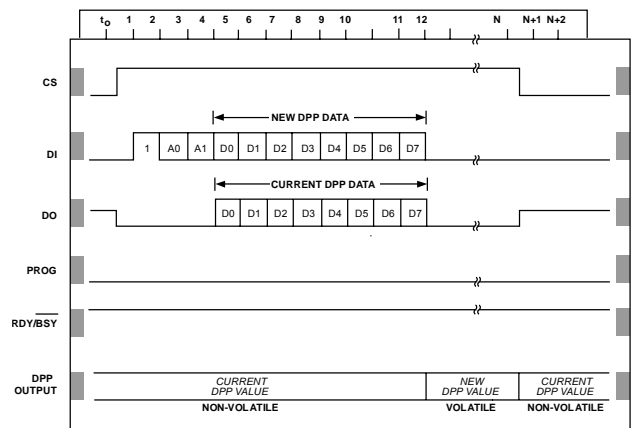 to 1 2 3 4 5 6 7 8 9 10 11 12 N N+1 N+2
CS
NEW DPP DATA
DI 1 A0 A1 D0 D1 D2 D3 D4 D5 D6 D7
CURRENT DPP DATA
DO D0 D1 D2 D3 D4 D5 D6 D7
PROG
RDY/BSY
DPP OUTPUT
CURRENT DPP VALUE
NEW DPP VALUE
CURRENT DPP VALUE
NON-VOLATILE VOLATILE NON-VOLATILE